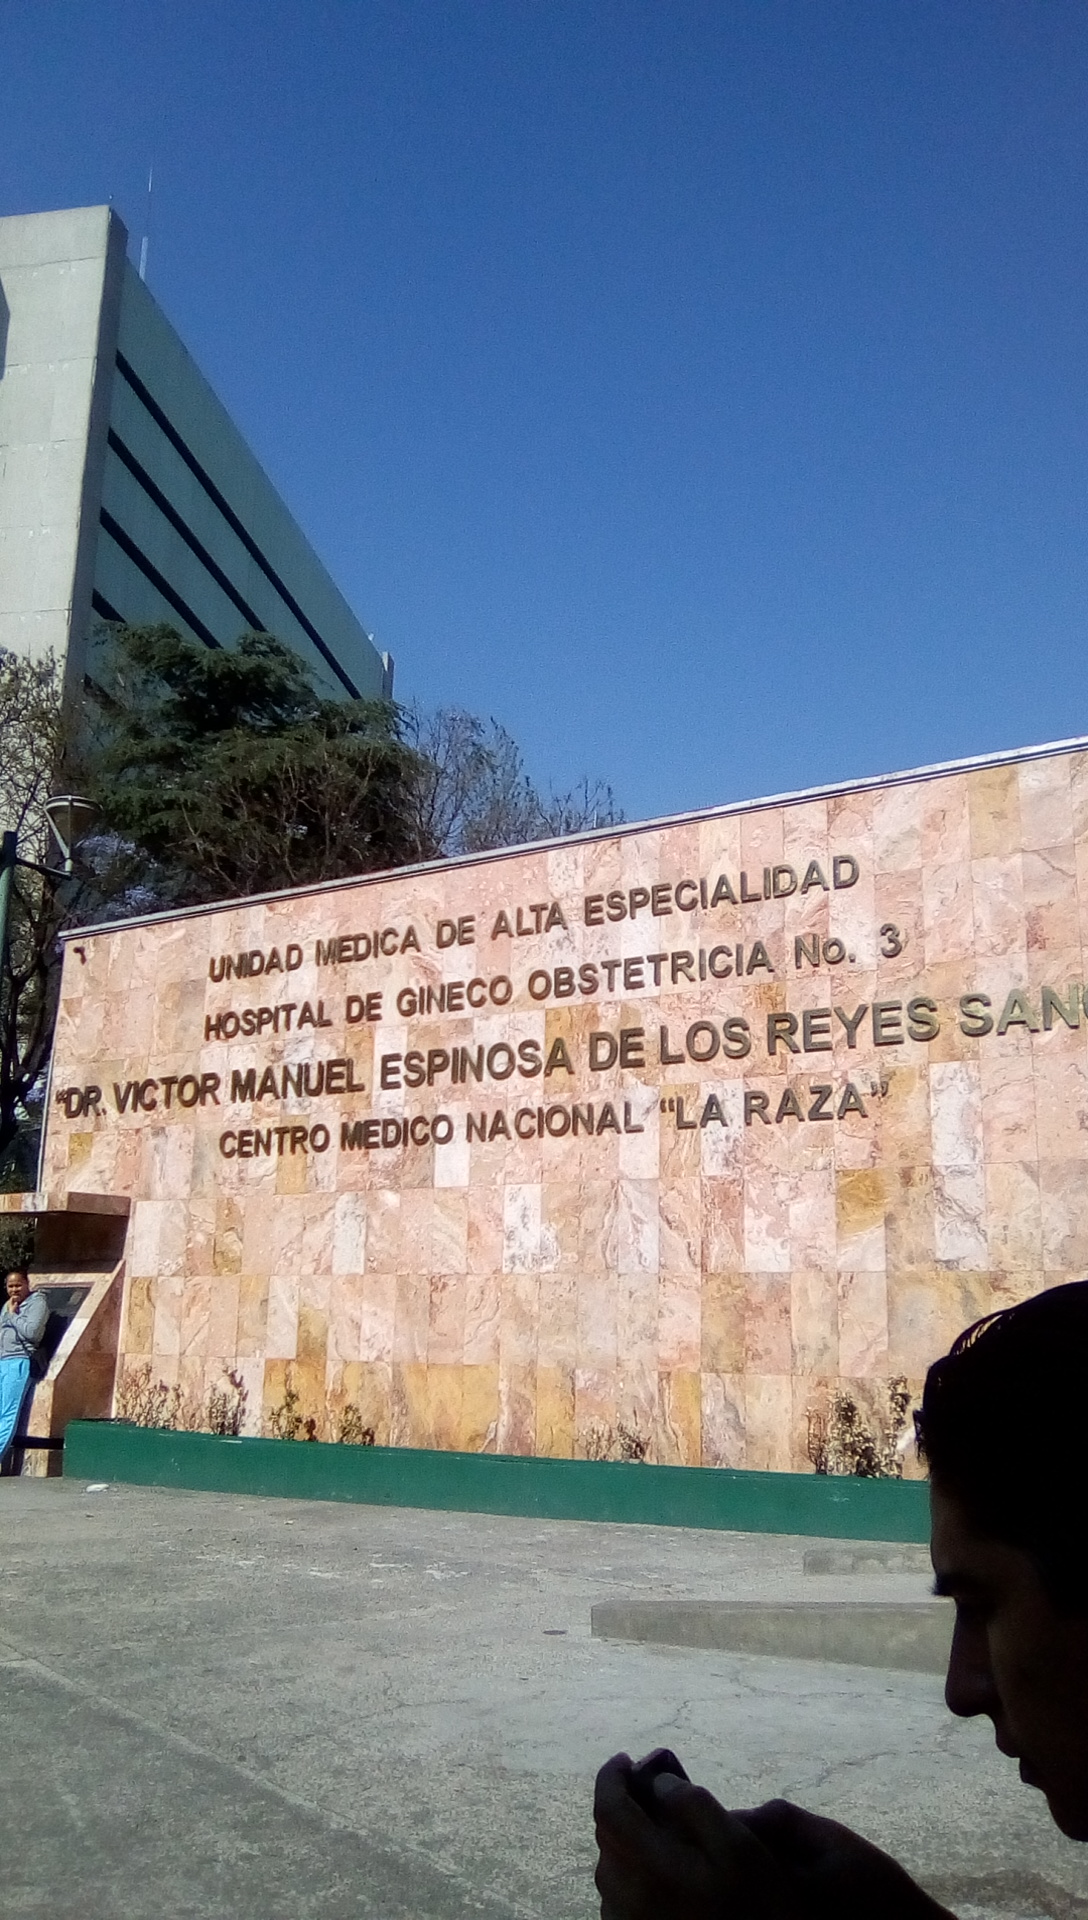 UNIDAD MEDICA DE ALTA ESPECIALIDAD
HOSPITAL DE GINECO OBSTETRICIA No. 3
"DR. VICTOR MANUEL ESPINOSA DE LOS REYES
CENTRO MEDICO NACIONAL "LA RAZA"